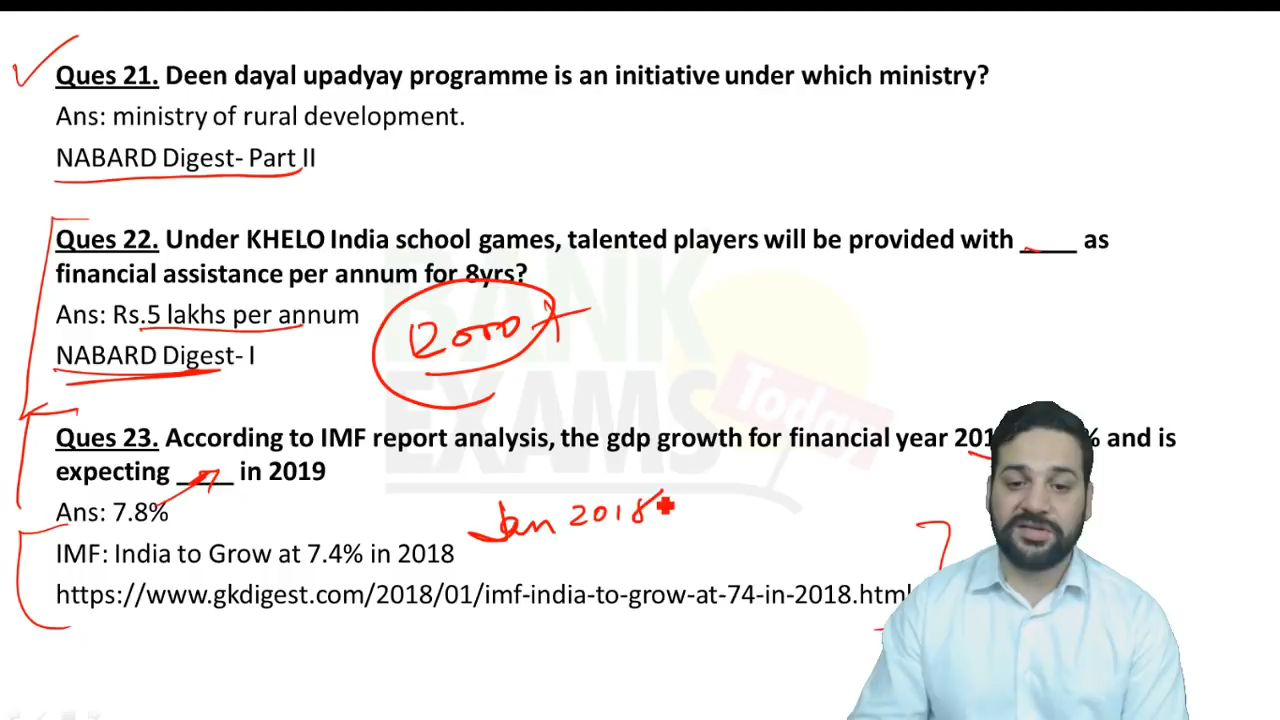 Ques 21. Deen dayal upadyay programme is an initiative under which ministry?
Ans: ministry of rural development.
NABARD Digest- Part II
Ques 22. Under KHELO India school games, talented players will be provided with ____ as
financial assistance per annum for 8yrs?
Ans: Rs.5 lakhs per annum
NABARD Digest- I
BANK
EXAMS
Today
Ques 23. According to IMF report analysis, the gdp growth for financial year 201 % and is
expecting ____ in 2019
Ans: 7.8%
Jan 2018
IMF: India to Grow at 7.4% in 2018
https://www.gkdigest.com/2018/01/imf-india-to-grow-at-74-in-2018.html